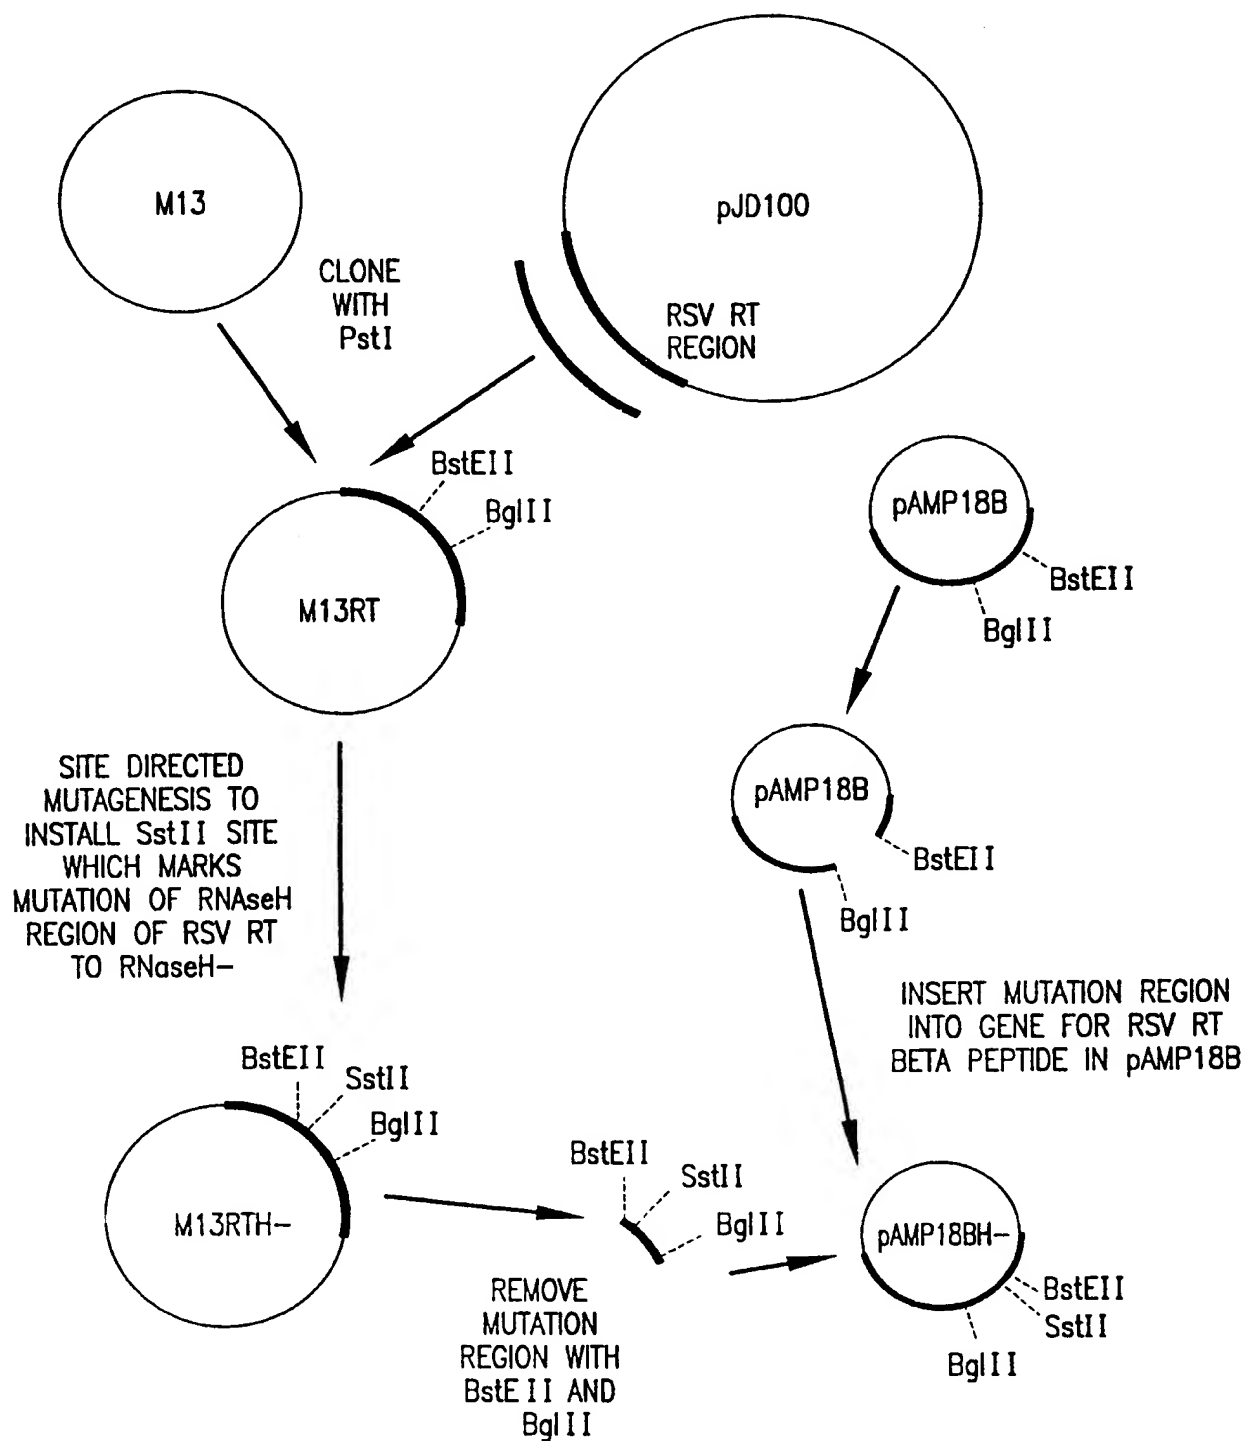 M13
pJD100
CLONE
WITH
PstI
RSV RT
REGION
BstEII
BglII
M13RT
pAMP18B
BstEII
BglII
SITE DIRECTED
MUTAGENESIS TO
INSTALL SstII SITE
WHICH MARKS
MUTATION OF RNAseH
REGION OF RSV RT
TO RNaseH-
pAMP18B
BstEII
BglII
INSERT MUTATION REGION
INTO GENE FOR RSV RT
BETA PEPTIDE IN pAMP18B
BstEII
SstII
BglII
M13RTH-
BstEII
SstII
BglII
REMOVE
MUTATION
REGION WITH
BstEII AND
BglII
pAMP18BH-
BstEII
SstII
BglII